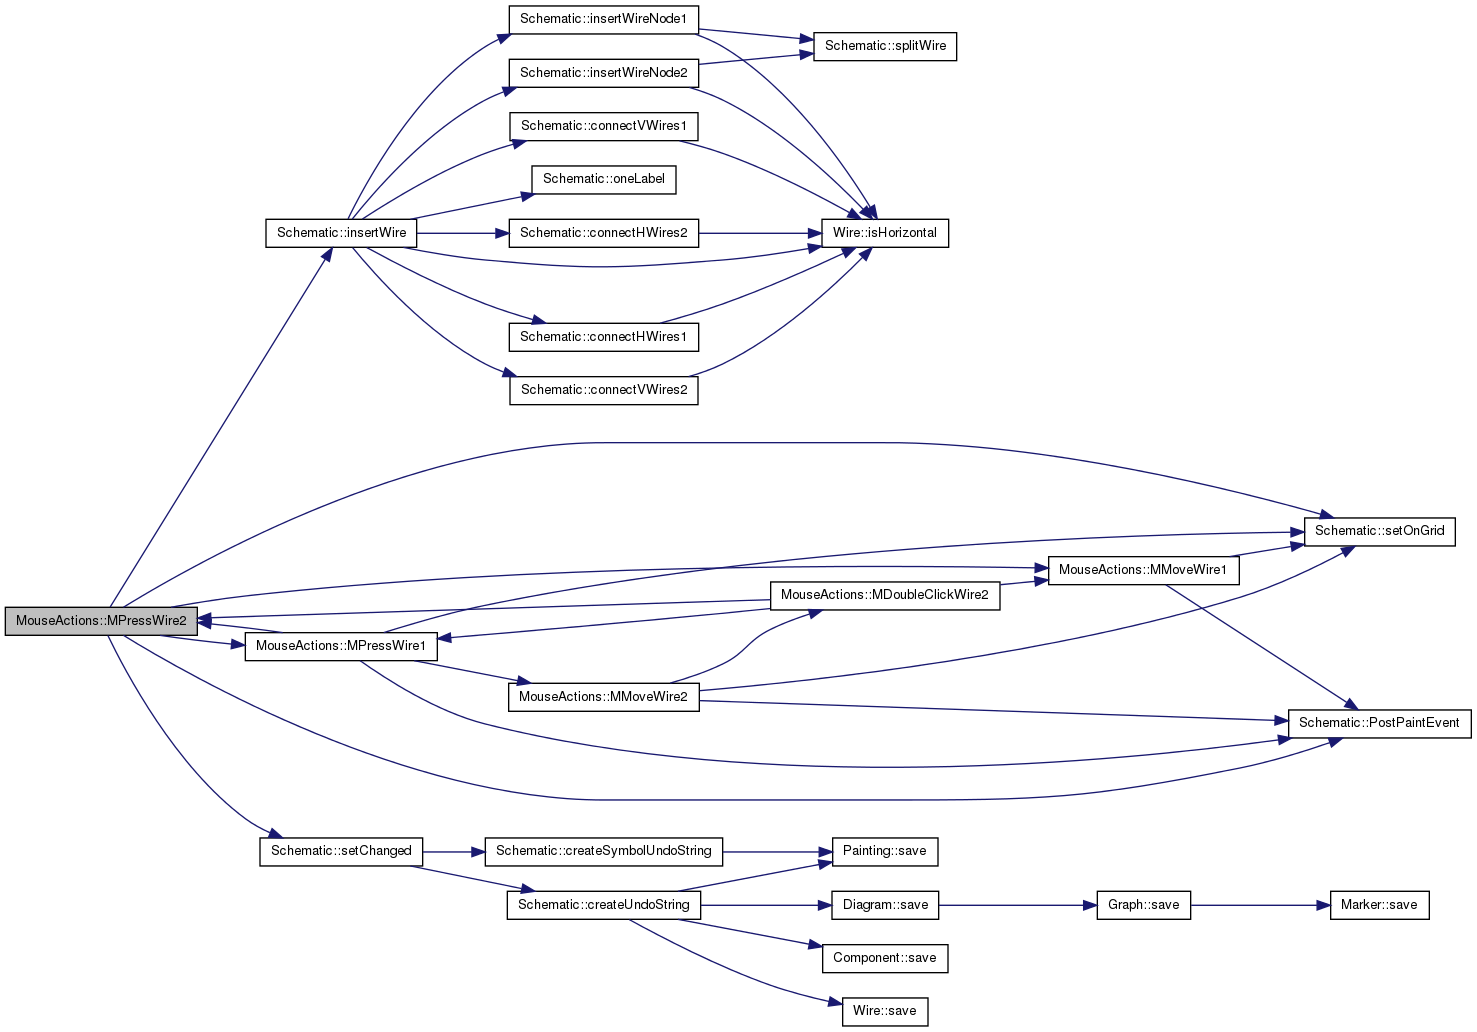 Schematic::insertWireNode1
Schematic::splitWire
Schematic::insertWireNode2
Schematic::connectVWires1
Schematic::oneLabel
Schematic::insertWire
Schematic::connectHWires2
Wire::isHorizontal
Schematic::connectHWires1
Schematic::connectVWires2
Schematic::setOnGrid
MouseActions::MMoveWire1
MouseActions::MDoubleClickWire2
MouseActions::MPressWire2
MouseActions::MPressWire1
MouseActions::MMoveWire2
Schematic::PostPaintEvent
Schematic::setChanged
Schematic::createSymbolUndoString
Painting::save
Schematic::createUndoString
Diagram::save
Graph::save
Marker::save
Component::save
Wire::save